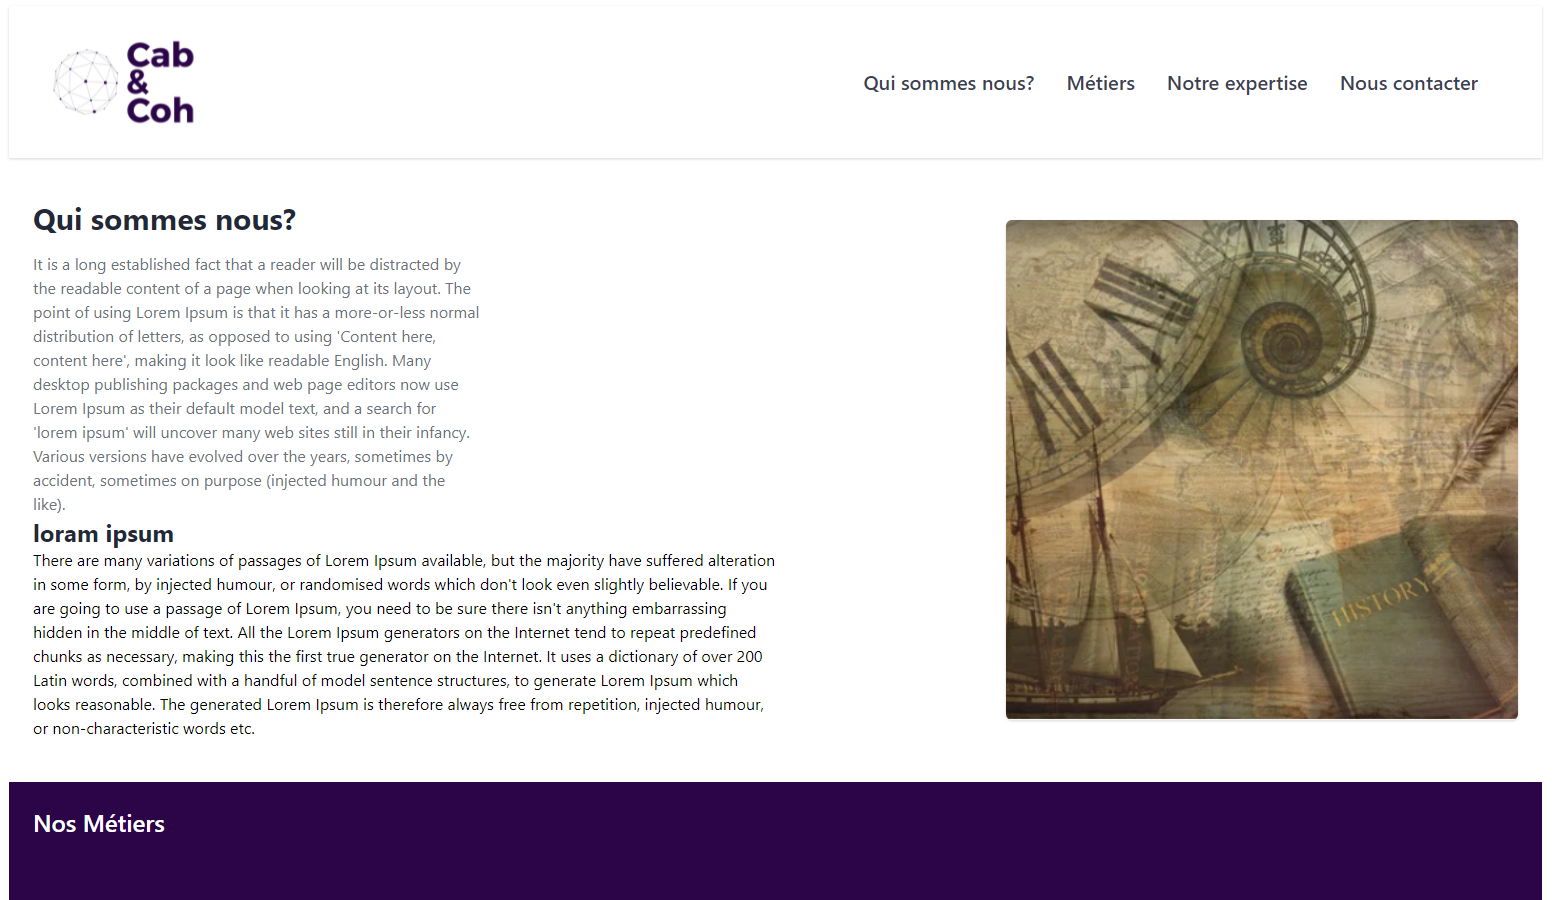 Cab
&
Coh
Qui sommes nous? Métiers Notre expertise Nous contacter
Qui sommes nous?
It is a long established fact that a reader will be distracted by
the readable content of a page when looking at its layout. The
point of using Lorem Ipsum is that it has a more-or-less normal
distribution of letters, as opposed to using 'Content here,
content here', making it look like readable English. Many
desktop publishing packages and web page editors now use
Lorem Ipsum as their default model text, and a search for
'lorem ipsum' will uncover many web sites still in their infancy.
Various versions have evolved over the years, sometimes by
accident, sometimes on purpose (injected humour and the
like).
loram ipsum
There are many variations of passages of Lorem Ipsum available, but the majority have suffered alteration
in some form, by injected humour, or randomised words which don't look even slightly believable. If you
are going to use a passage of Lorem Ipsum, you need to be sure there isn't anything embarrassing
hidden in the middle of text. All the Lorem Ipsum generators on the Internet tend to repeat predefined
chunks as necessary, making this the first true generator on the Internet. It uses a dictionary of over 200
Latin words, combined with a handful of model sentence structures, to generate Lorem Ipsum which
looks reasonable. The generated Lorem Ipsum is therefore always free from repetition, injected humour,
or non-characteristic words etc.
HISTORY
Nos Métiers